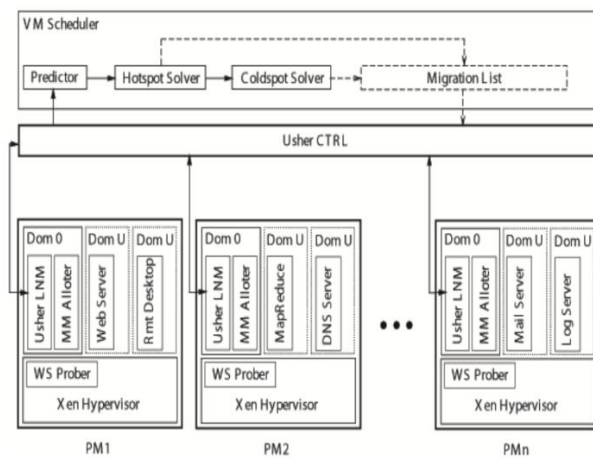 VM Scheduler
Predictor
Hotspot Solver
Coldspot Solver
Migration List
Usher CTRL
Dom 0
Dom U
Dom U
Usher LNM
MM Alloter
Web Server
Rmt Desktop
WS Prober
Xen Hypervisor
PM1
Dom 0
Dom U
Dom U
Usher LNM
MM Alloter
MapReduce
DNS Server
WS Prober
Xen Hypervisor
PM2
Dom 0
Dom U
Dom U
Usher LNM
MM Alloter
Mail Server
Log Server
WS Prober
Xen Hypervisor
PMn